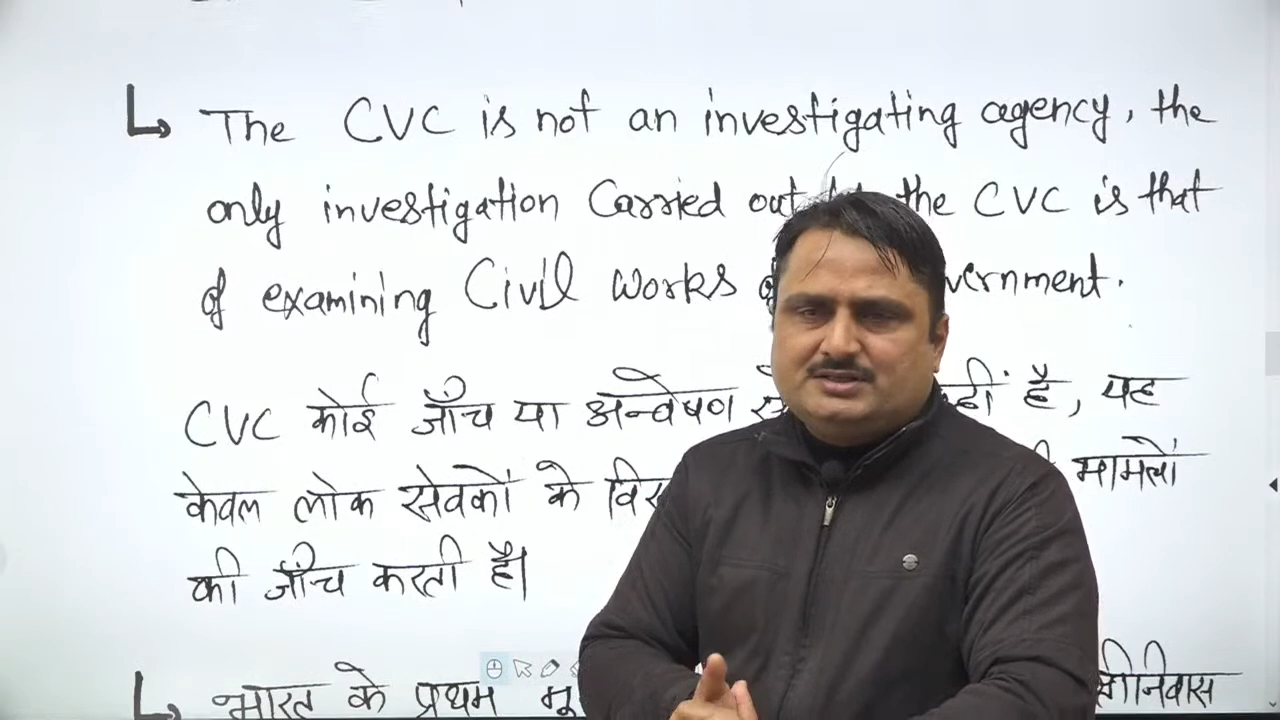 The CVC is not an investigating agency, the
only investigation Carried out the CVC is that
of examining Civil works vernment.
CVC कोई जाँच या अन्वेषण है, यह
केवल लोक सेवकों के मामलों
की जाँच करती है।
भारत के प्रथम